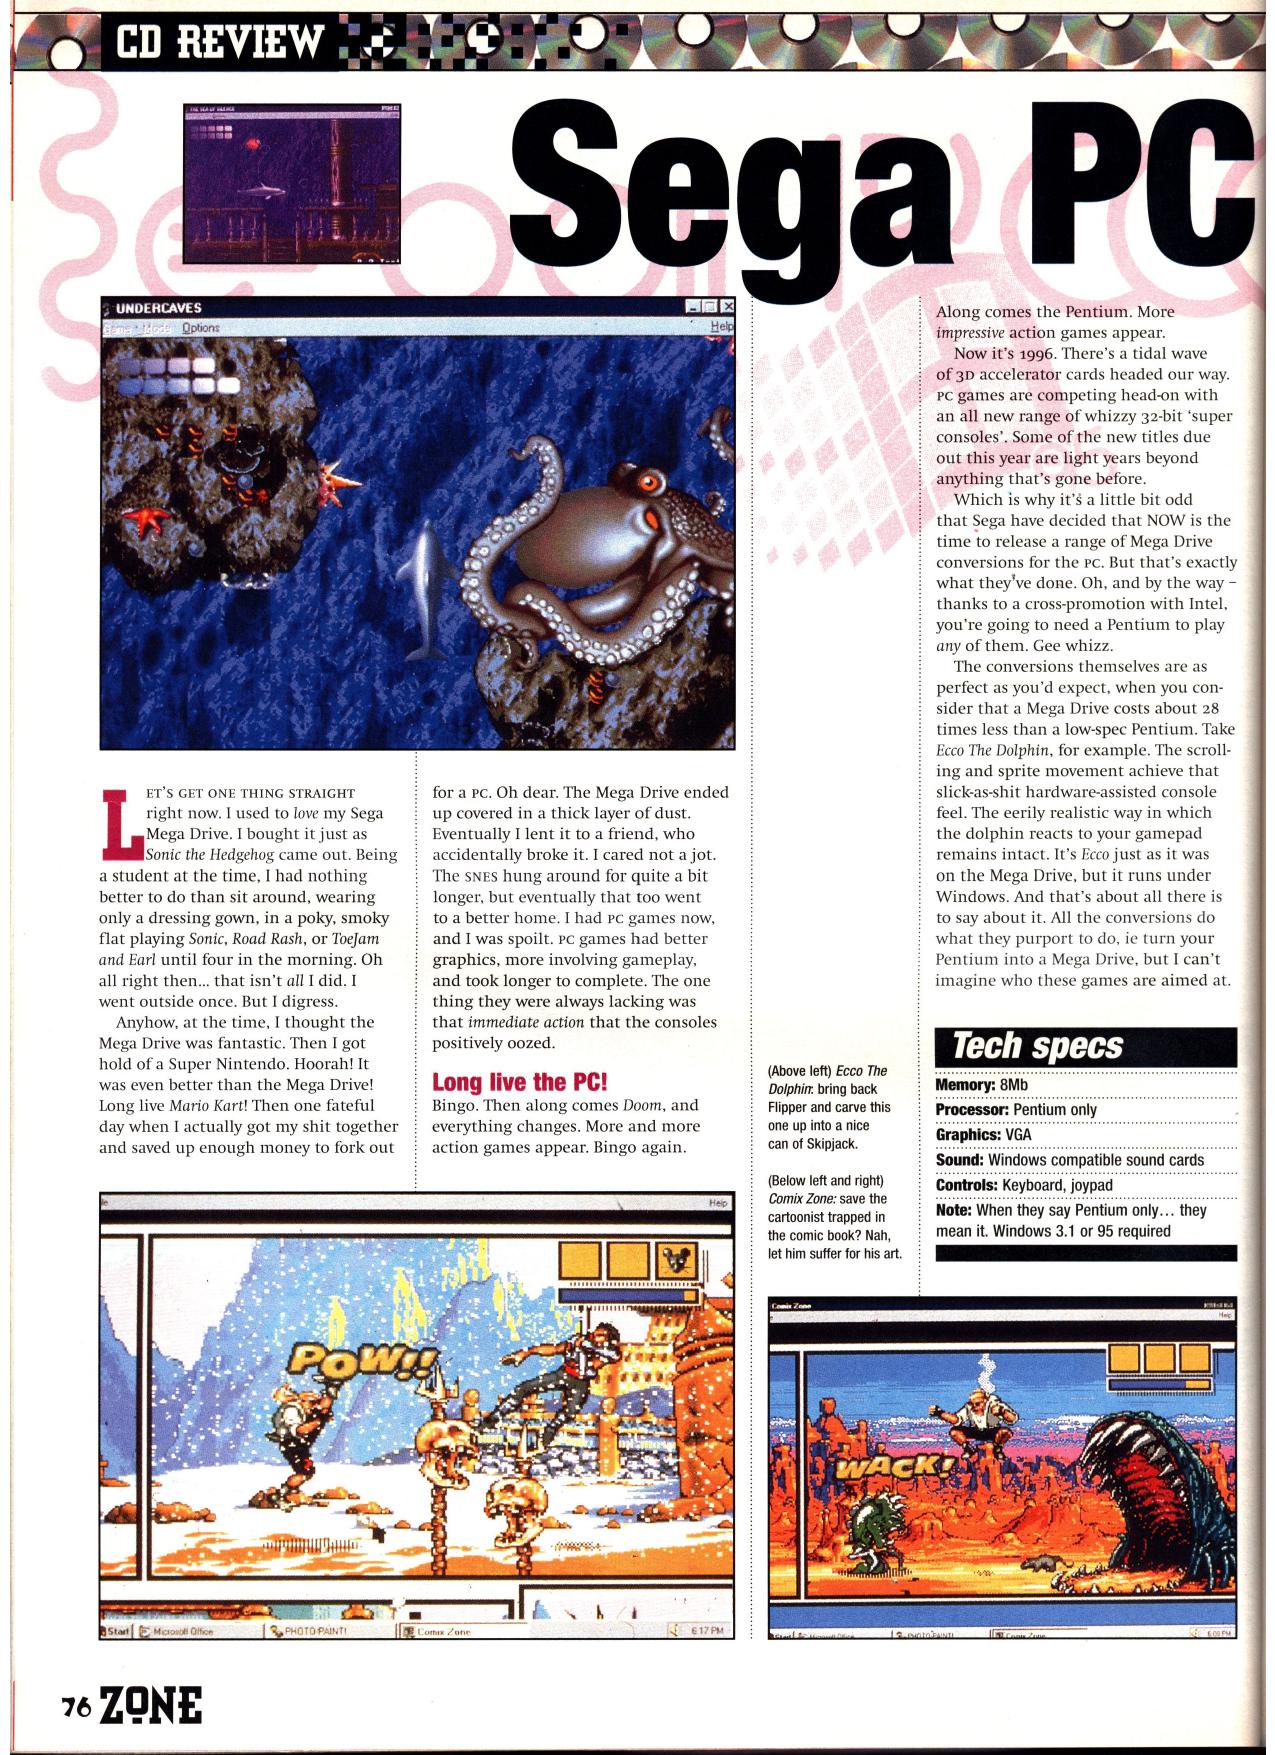 CD REVIEW
THE SEA OF SILENCE
Sega PC
UNDERCAVES
Game Mode Options Help
LET'S GET ONE THING STRAIGHT
right now. I used to love my Sega
Mega Drive. I bought it just as
Sonic the Hedgehog came out. Being
a student at the time, I had nothing
better to do than sit around, wearing
only a dressing gown, in a poky, smoky
flat playing Sonic, Road Rash, or ToeJam
and Earl until four in the morning. Oh
all right then... that isn't all I did. I
went outside once. But I digress.
Anyhow, at the time, I thought the
Mega Drive was fantastic. Then I got
hold of a Super Nintendo. Hoorah! It
was even better than the Mega Drive!
Long live Mario Kart! Then one fateful
day when I actually got my shit together
and saved up enough money to fork out
for a PC. Oh dear. The Mega Drive ended
up covered in a thick layer of dust.
Eventually I lent it to a friend, who
accidentally broke it. I cared not a jot.
The SNES hung around for quite a bit
longer, but eventually that too went
to a better home. I had PC games now,
and I was spoilt. PC games had better
graphics, more involving gameplay,
and took longer to complete. The one
thing they were always lacking was
that immediate action that the consoles
positively oozed.
Long live the PC!
Bingo. Then along comes Doom, and
everything changes. More and more
action games appear. Bingo again.
Along comes the Pentium. More
impressive action games appear.
Now it's 1996. There's a tidal wave
of 3D accelerator cards headed our way.
PC games are competing head-on with
an all new range of whizzy 32-bit 'super
consoles'. Some of the new titles due
out this year are light years beyond
anything that's gone before.
Which is why it's a little bit odd
that Sega have decided that NOW is the
time to release a range of Mega Drive
conversions for the PC. But that's exactly
what they've done. Oh, and by the way –
thanks to a cross-promotion with Intel,
you're going to need a Pentium to play
any of them. Gee whizz.
The conversions themselves are as
perfect as you'd expect, when you con-
sider that a Mega Drive costs about 28
times less than a low-spec Pentium. Take
Ecco The Dolphin, for example. The scroll-
ing and sprite movement achieve that
slick-as-shit hardware-assisted console
feel. The eerily realistic way in which
the dolphin reacts to your gamepad
remains intact. It's Ecco just as it was
on the Mega Drive, but it runs under
Windows. And that's about all there is
to say about it. All the conversions do
what they purport to do, ie turn your
Pentium into a Mega Drive, but I can't
imagine who these games are aimed at.
(Above left) Ecco The
Dolphin: bring back
Flipper and carve this
one up into a nice
can of Skipjack.
(Below left and right)
Comix Zone: save the
cartoonist trapped in
the comic book? Nah,
let him suffer for his art.
Tech specs
Memory: 8Mb
Processor: Pentium only
Graphics: VGA
Sound: Windows compatible sound cards
Controls: Keyboard, joypad
Note: When they say Pentium only... they
mean it. Windows 3.1 or 95 required
Help
POW!!
Start Microsoft Office PHOTO-PAINT! Comix Zone 6:17 PM
Comix Zone
Help
WACK!
Start Microsoft Office PHOTO-PAINT! Comix Zone 6:09 PM
76 ZONE